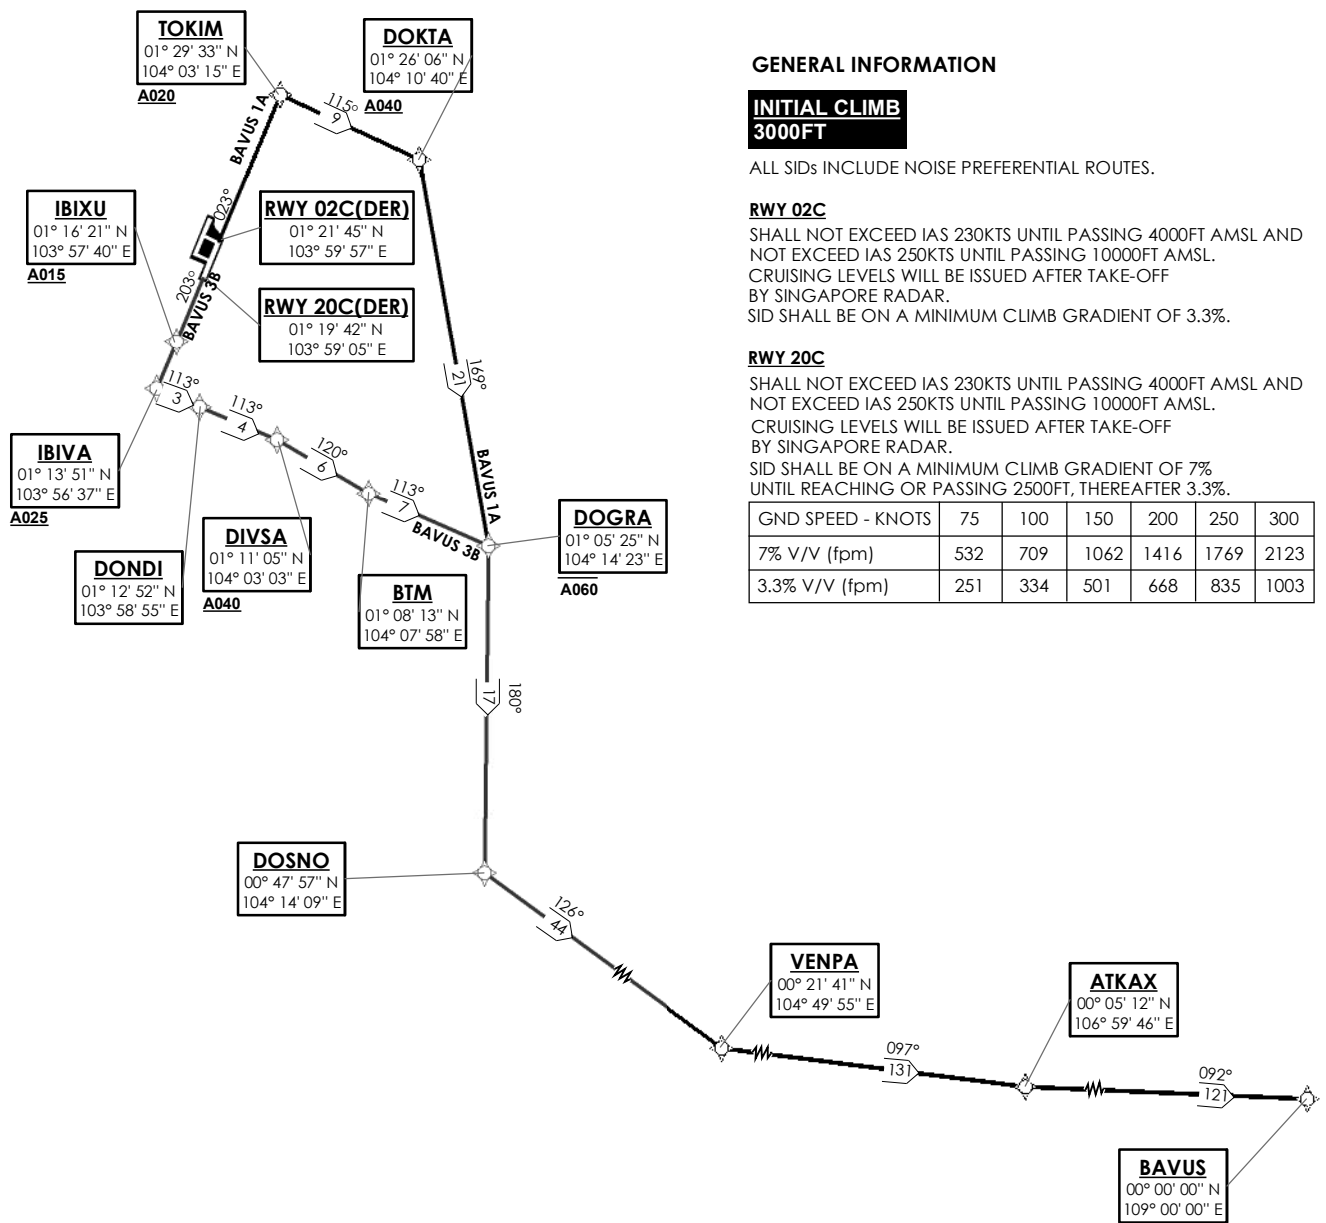 TOKIM
01° 29' 33" N
104° 03' 15" E
A020
DOKTA
01° 26' 06" N
104° 10' 40" E
A040
115°
9
BAVUS 1A
023°
IBIXU
01° 16' 21" N
103° 57' 40" E
A015
RWY 02C(DER)
01° 21' 45" N
103° 59' 57" E
203°
BAVUS 3B
RWY 20C(DER)
01° 19' 42" N
103° 59' 05" E
113°
3
113°
4
120°
6
113°
7
BAVUS 3B
169°
21
BAVUS 1A
IBIVA
01° 13' 51" N
103° 56' 37" E
A025
DONDI
01° 12' 52" N
103° 58' 55" E
DIVSA
01° 11' 05" N
104° 03' 03" E
A040
BTM
01° 08' 13" N
104° 07' 58" E
DOGRA
01° 05' 25" N
104° 14' 23" E
A060
180°
17
DOSNO
00° 47' 57" N
104° 14' 09" E
126°
44
VENPA
00° 21' 41" N
104° 49' 55" E
097°
131
ATKAX
00° 05' 12" N
106° 59' 46" E
092°
121
BAVUS
00° 00' 00" N
109° 00' 00" E
GENERAL INFORMATION
INITIAL CLIMB
3000FT
ALL SIDs INCLUDE NOISE PREFERENTIAL ROUTES.
RWY 02C
SHALL NOT EXCEED IAS 230KTS UNTIL PASSING 4000FT AMSL AND
NOT EXCEED IAS 250KTS UNTIL PASSING 10000FT AMSL.
CRUISING LEVELS WILL BE ISSUED AFTER TAKE-OFF
BY SINGAPORE RADAR.
SID SHALL BE ON A MINIMUM CLIMB GRADIENT OF 3.3%.
RWY 20C
SHALL NOT EXCEED IAS 230KTS UNTIL PASSING 4000FT AMSL AND
NOT EXCEED IAS 250KTS UNTIL PASSING 10000FT AMSL.
CRUISING LEVELS WILL BE ISSUED AFTER TAKE-OFF
BY SINGAPORE RADAR.
SID SHALL BE ON A MINIMUM CLIMB GRADIENT OF 7%
UNTIL REACHING OR PASSING 2500FT, THEREAFTER 3.3%.
GND SPEED - KNOTS 75 100 150 200 250 300
7% V/V (fpm) 532 709 1062 1416 1769 2123
3.3% V/V (fpm) 251 334 501 668 835 1003